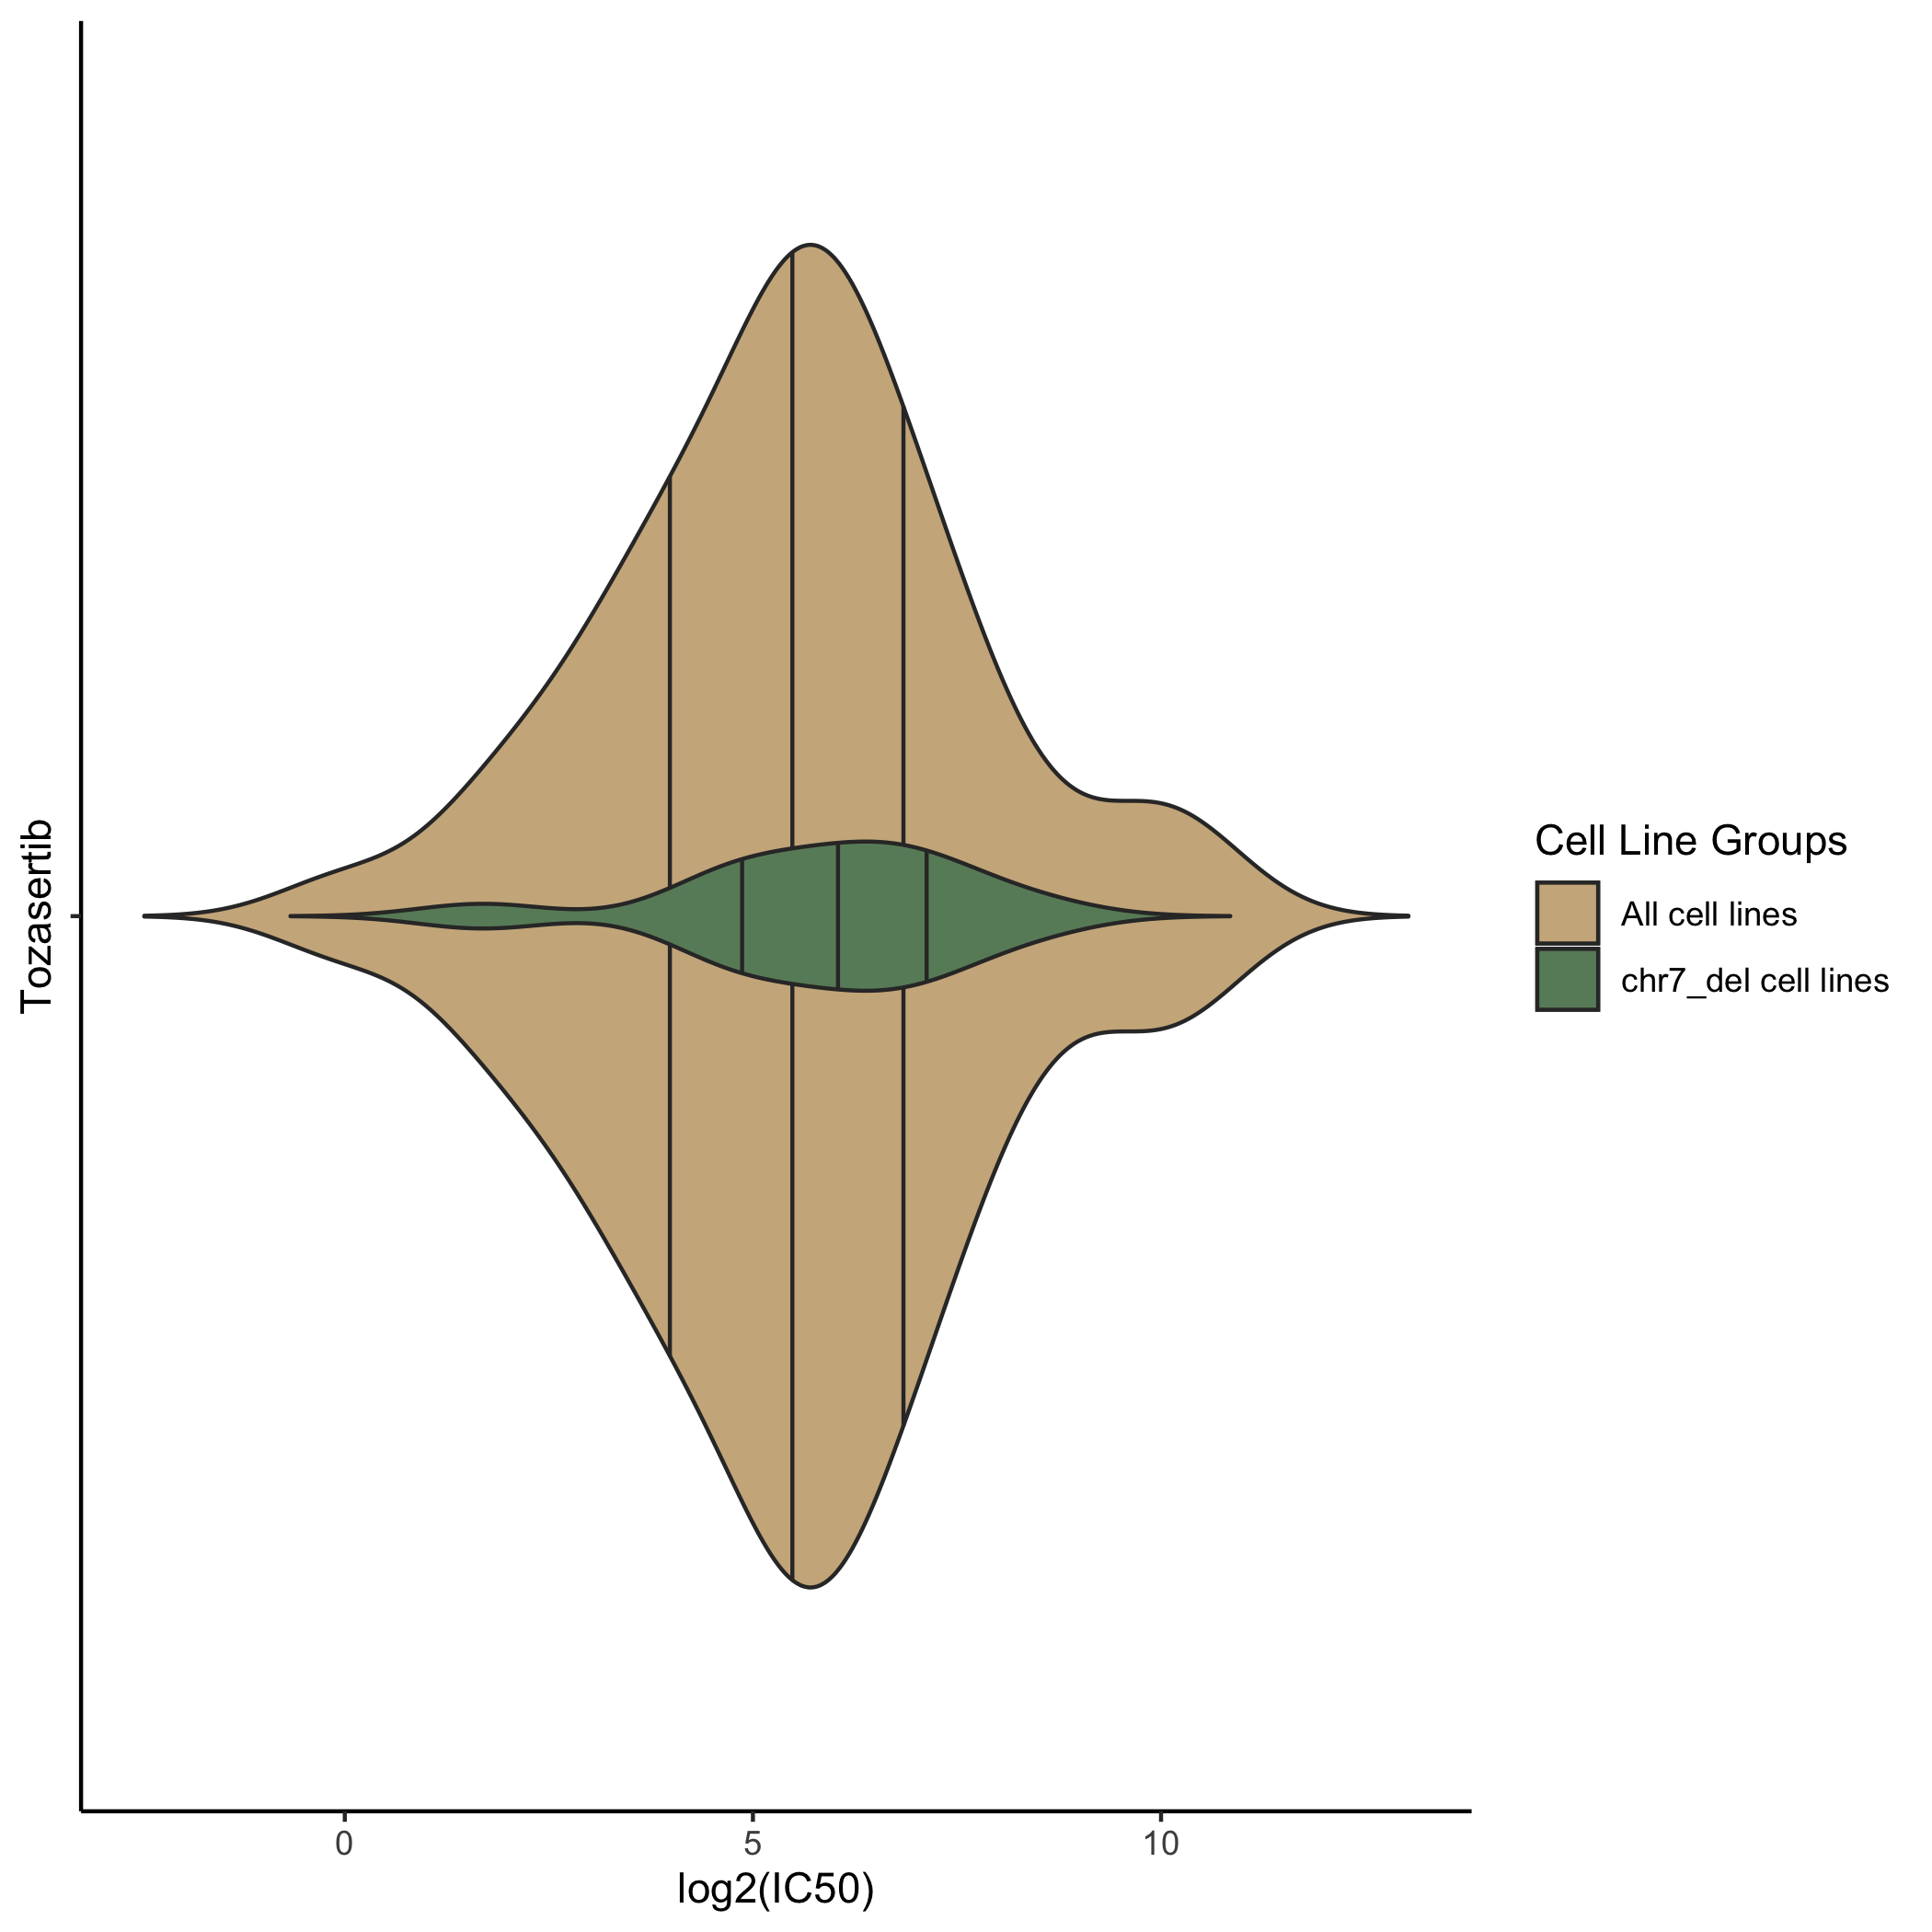 Tozasertib
0 5 10
log2(IC50)
Cell Line Groups
All cell lines
chr7_del cell lines